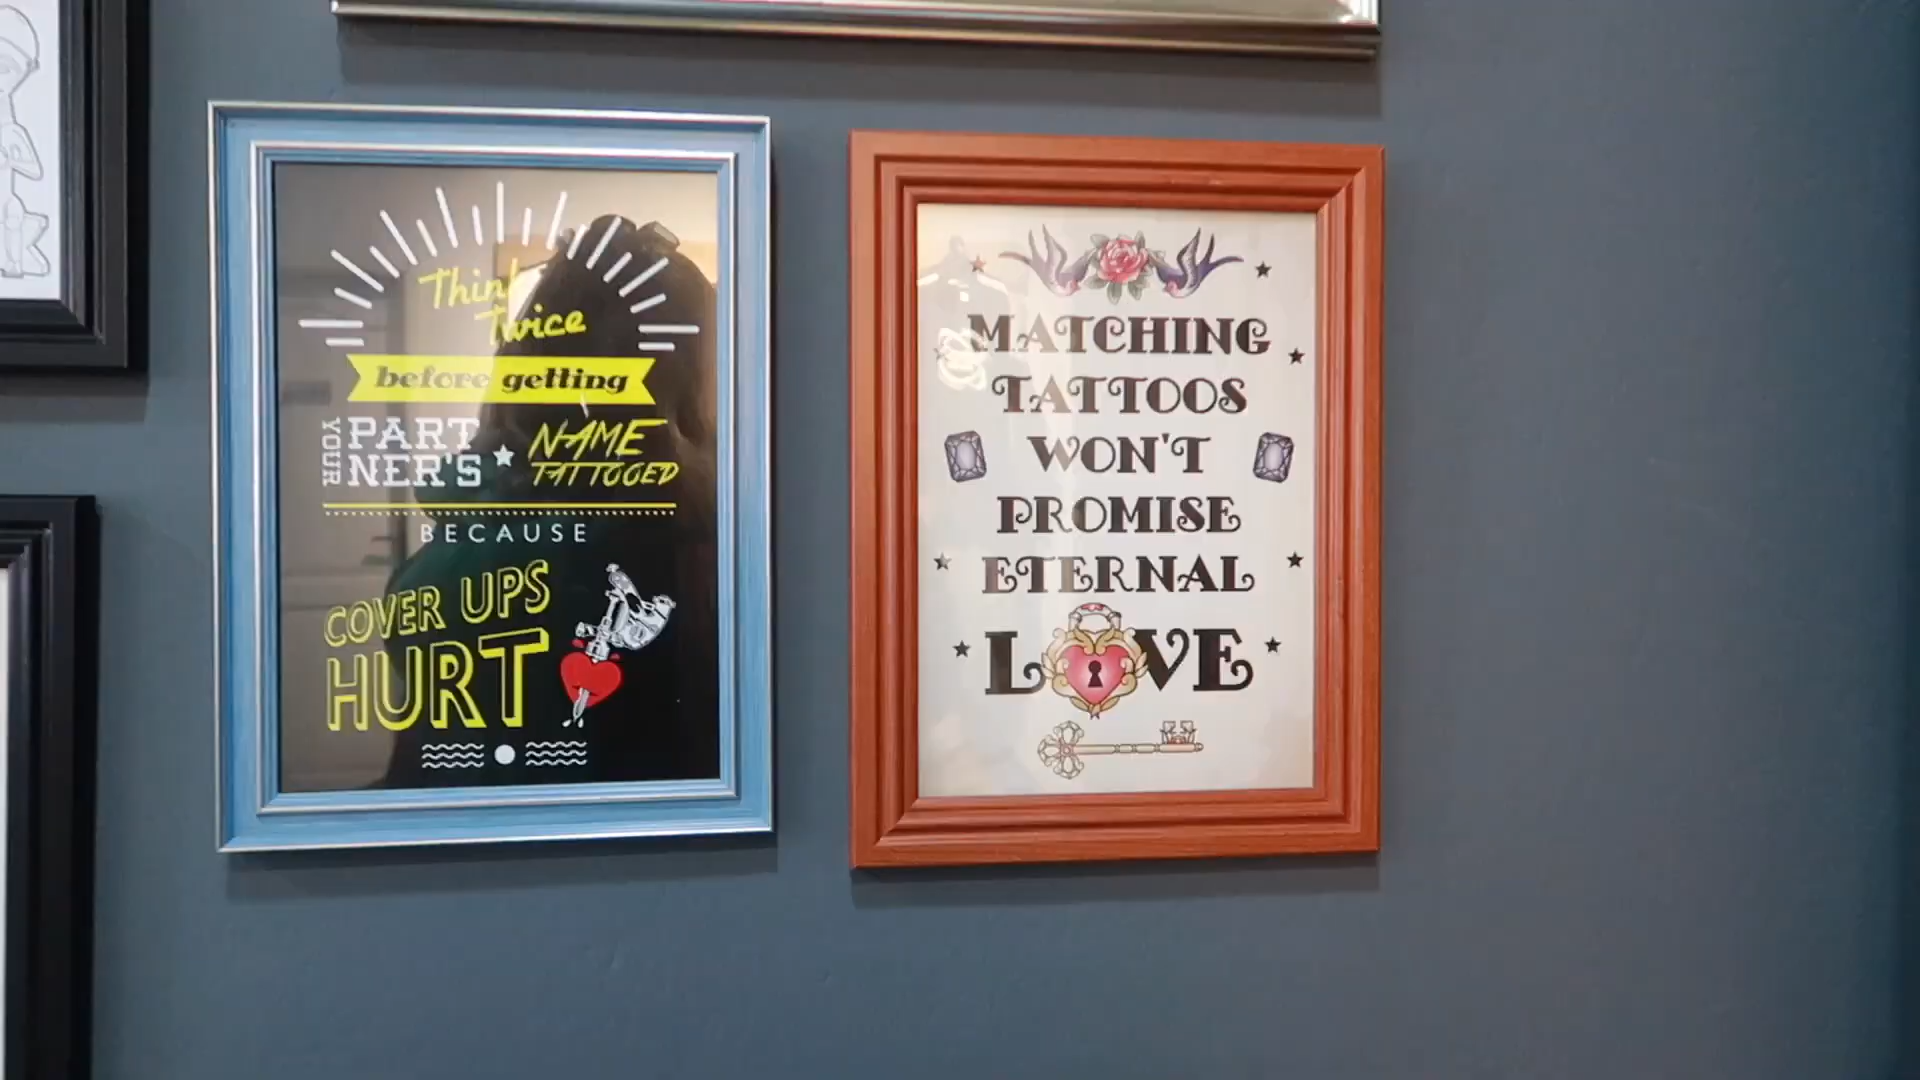 Think
Twice
before getting
YOUR PARTNER'S ★ NAME TATTOOED
BECAUSE
COVER UPS
HURT
MATCHING
TATTOOS
WON'T
PROMISE
ETERNAL
LOVE